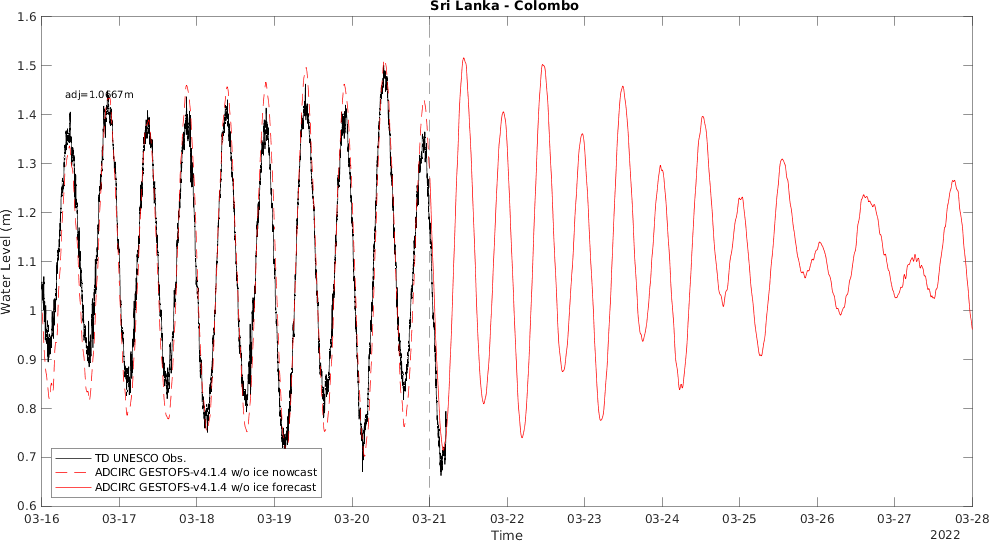 Sri Lanka - Colombo
1.6
1.5
1.4
1.3
1.2
1.1
1
0.9
0.8
0.7
0.6
Water Level (m)
adj=1.0667m
TD UNESCO Obs.
ADCIRC GESTOFS-v4.1.4 w/o ice nowcast
ADCIRC GESTOFS-v4.1.4 w/o ice forecast
03-16 03-17 03-18 03-19 03-20 03-21 03-22 03-23 03-24 03-25 03-26 03-27 03-28
Time
2022